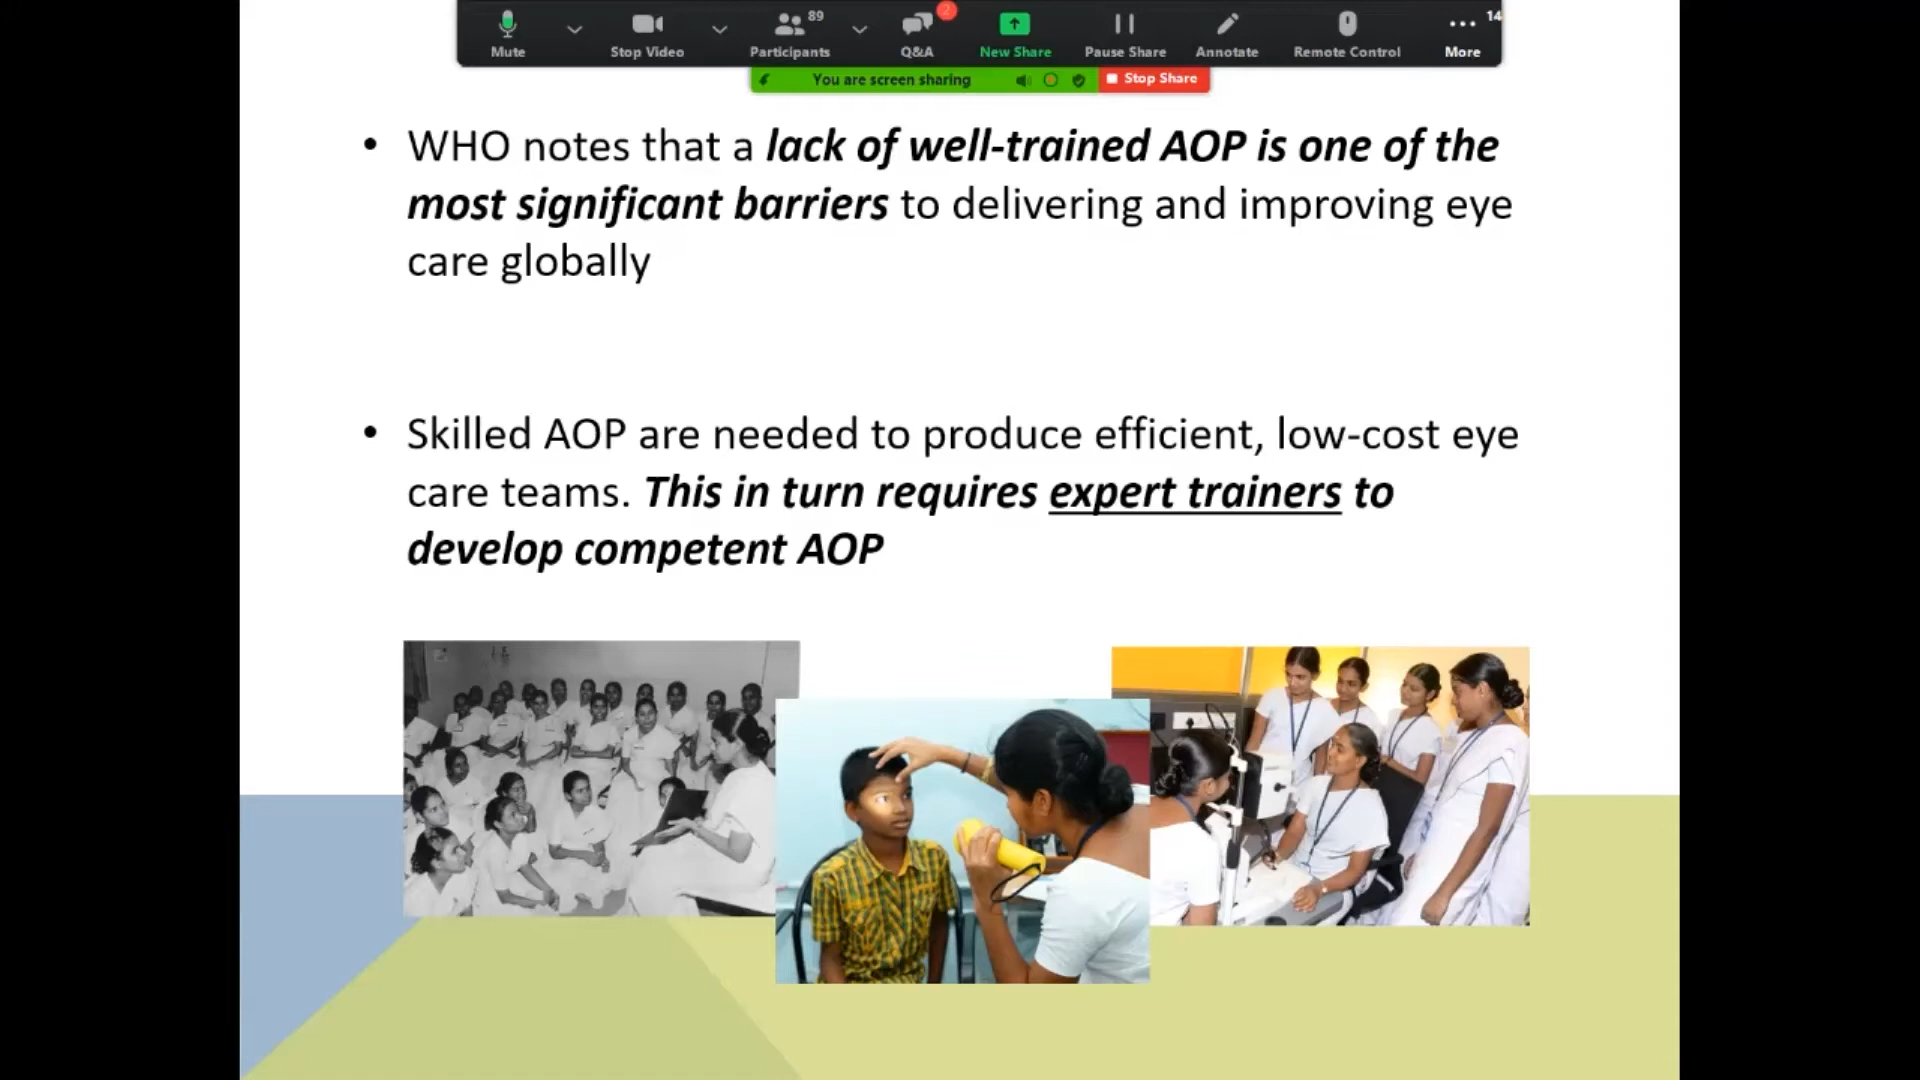 89
2
14
Mute
Stop Video
Participants
Q&A
New Share
Pause Share
Annotate
Remote Control
More
You are screen sharing
Stop Share
• WHO notes that a lack of well-trained AOP is one of the
most significant barriers to delivering and improving eye
care globally
• Skilled AOP are needed to produce efficient, low-cost eye
care teams. This in turn requires expert trainers to
develop competent AOP